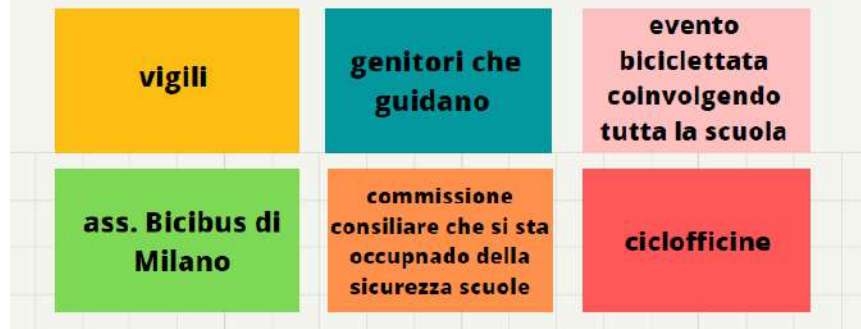 vigili
genitori che
guidano
evento
biciclettata
coinvolgendo
tutta la scuola
ass. Bicibus di
Milano
commissione
consiliare che si sta
occupnado della
sicurezza scuole
ciclofficine